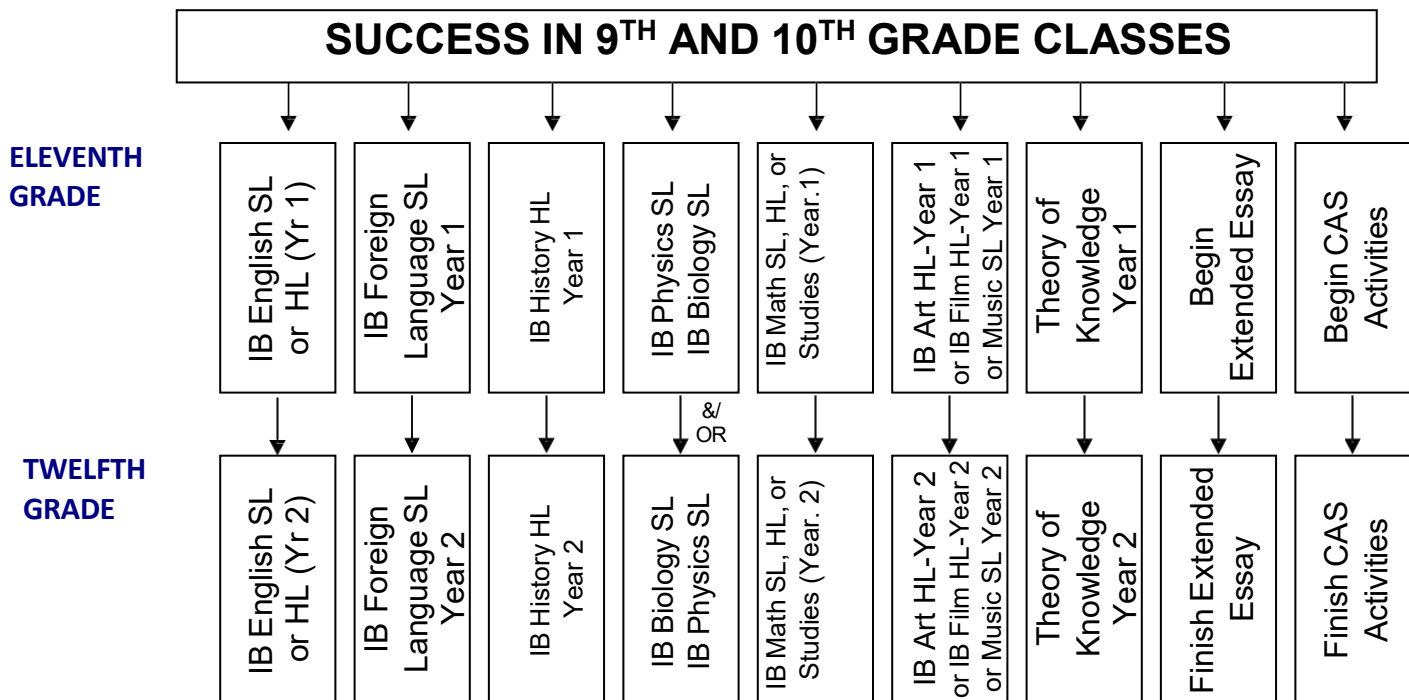 SUCCESS IN 9TH AND 10TH GRADE CLASSES
ELEVENTH
GRADE
IB English SL
or HL (Yr 1)
IB Foreign
Language SL
Year 1
IB History HL
Year 1
IB Physics SL
IB Biology SL
IB Math SL, HL, or
Studies (Year.1)
IB Art HL-Year 1
or IB Film HL-Year 1
or Music SL Year 1
Theory of
Knowledge
Year 1
Begin
Extended Essay
Begin CAS
Activities
&/
OR
TWELFTH
GRADE
IB English SL
or HL (Yr 2)
IB Foreign
Language SL
Year 2
IB History HL
Year 2
IB Biology SL
IB Physics SL
IB Math SL, HL, or
Studies (Year. 2)
IB Art HL-Year 2
or IB Film HL-Year 2
or Music SL Year 2
Theory of
Knowledge
Year 2
Finish Extended
Essay
Finish CAS
Activities